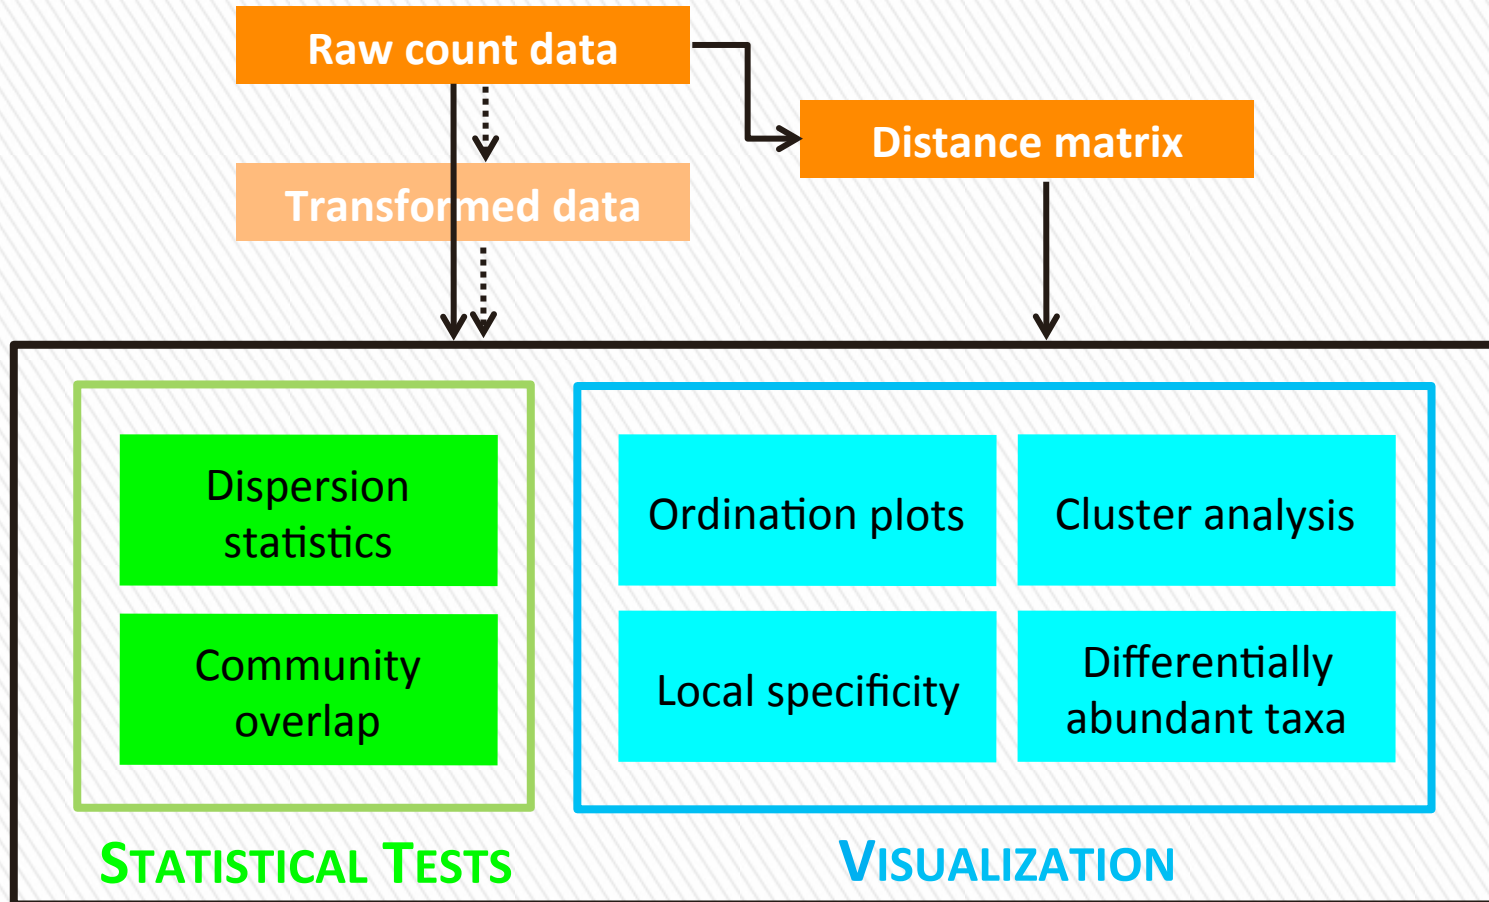 Raw count data
Distance matrix
Transformed data
Dispersion
statistics
Community
overlap
Ordination plots
Cluster analysis
Local specificity
Differentially
abundant taxa
STATISTICAL TESTS
VISUALIZATION